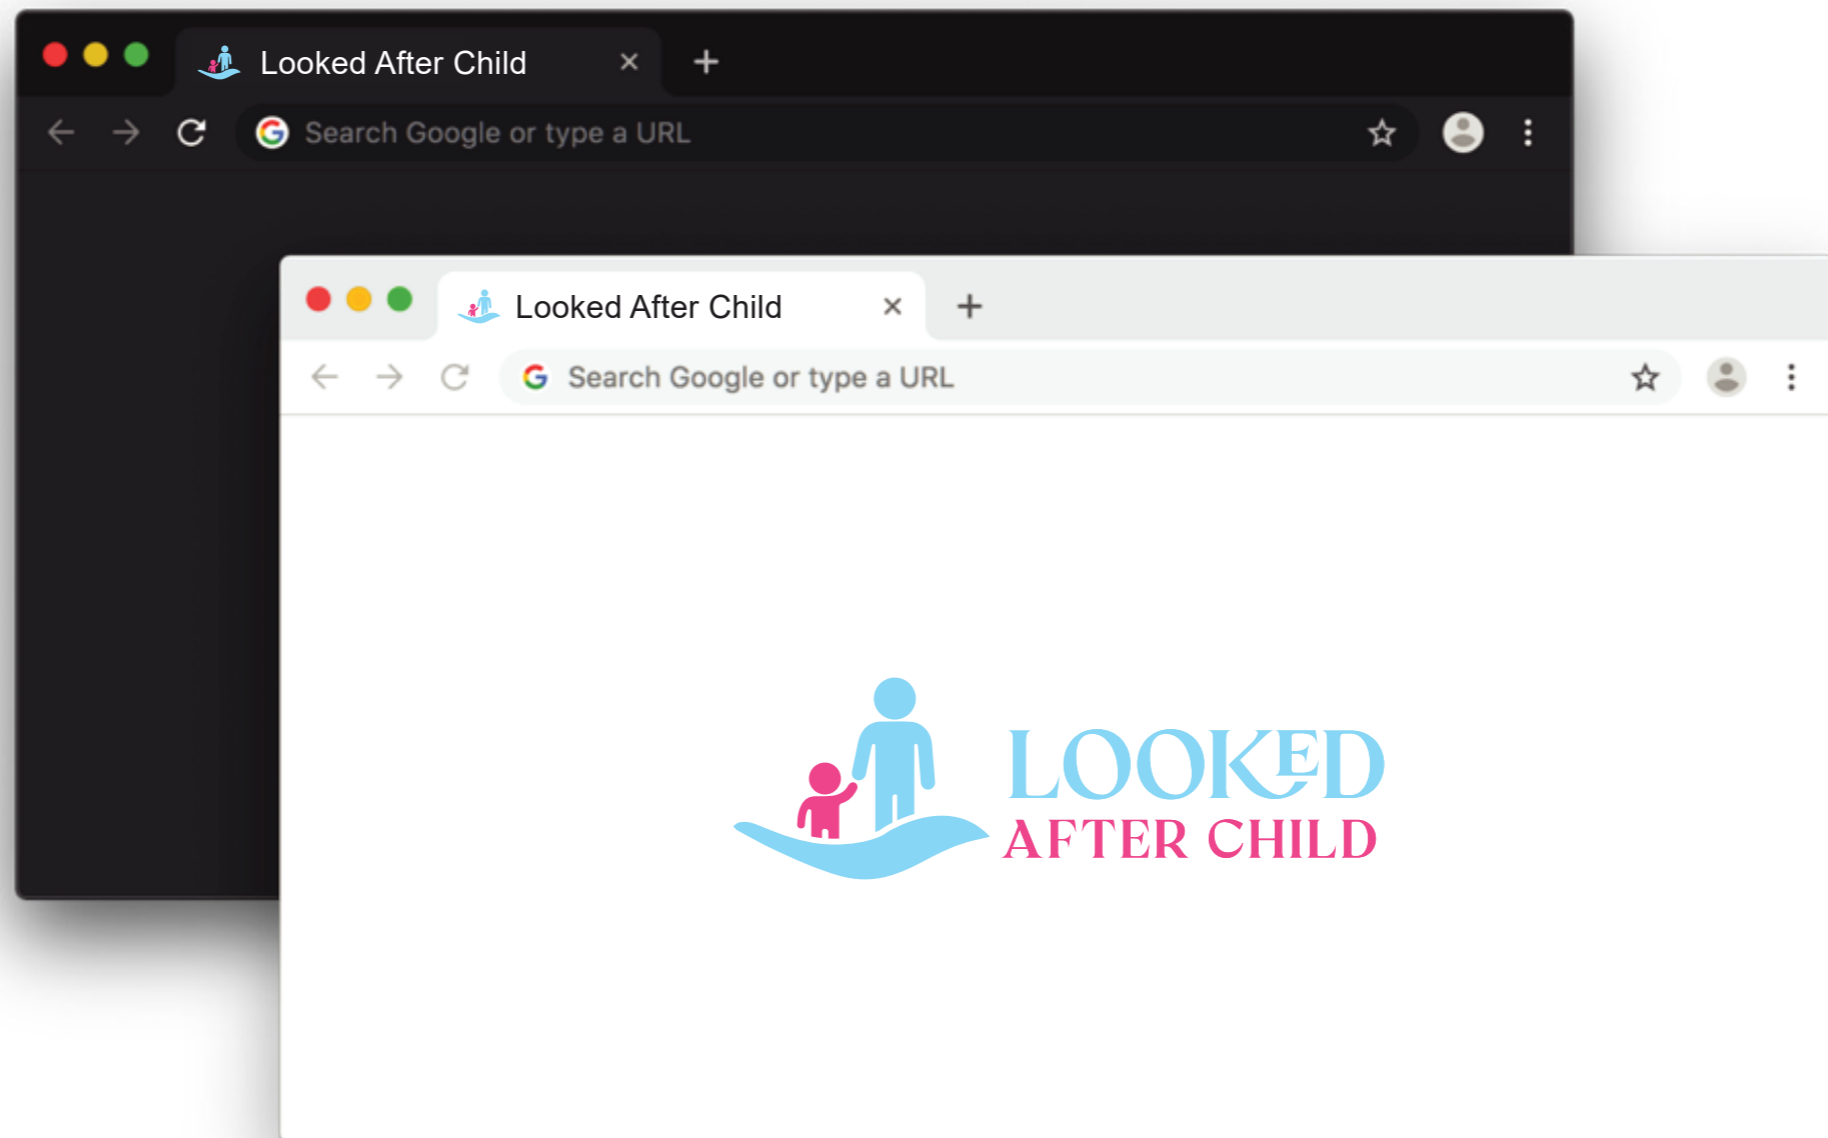 Looked After Child
Search Google or type a URL
Looked After Child
Search Google or type a URL
LOOKED
AFTER CHILD